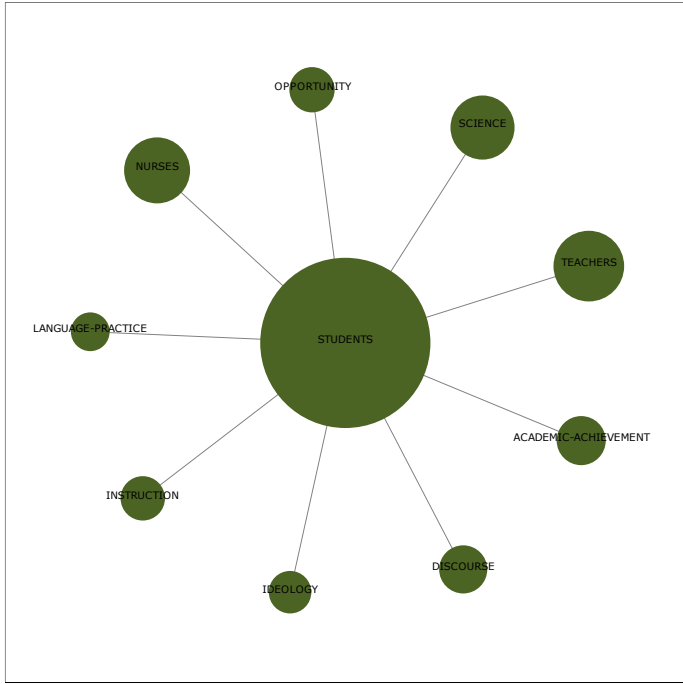 OPPORTUNITY
SCIENCE
NURSES
TEACHERS
LANGUAGE-PRACTICE
STUDENTS
ACADEMIC-ACHIEVEMENT
INSTRUCTION
DISCOURSE
IDEOLOGY